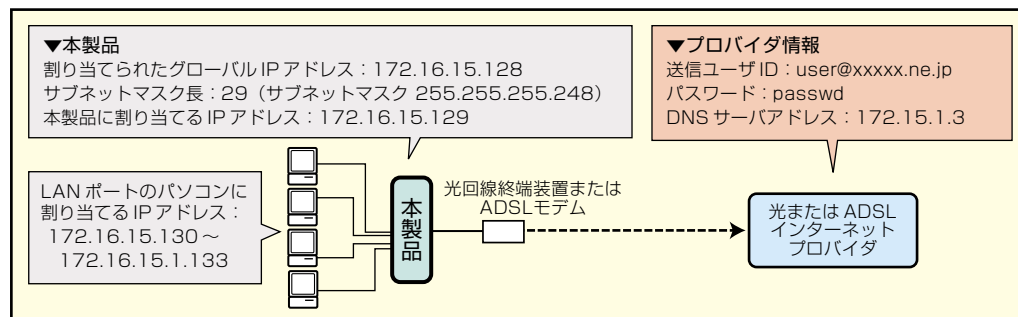 ▼本製品
割り当てられたグローバルIPアドレス：172.16.15.128
サブネットマスク長：29（サブネットマスク 255.255.255.248）
本製品に割り当てるIPアドレス：172.16.15.129
▼プロバイダ情報
送信ユーザID：user@xxxxx.ne.jp
パスワード：passwd
DNSサーバアドレス：172.15.1.3
LANポートのパソコンに
割り当てるIPアドレス：
172.16.15.130～
172.16.15.1.133
本製品
光回線終端装置または
ADSLモデム
光またはADSL
インターネット
プロバイダ